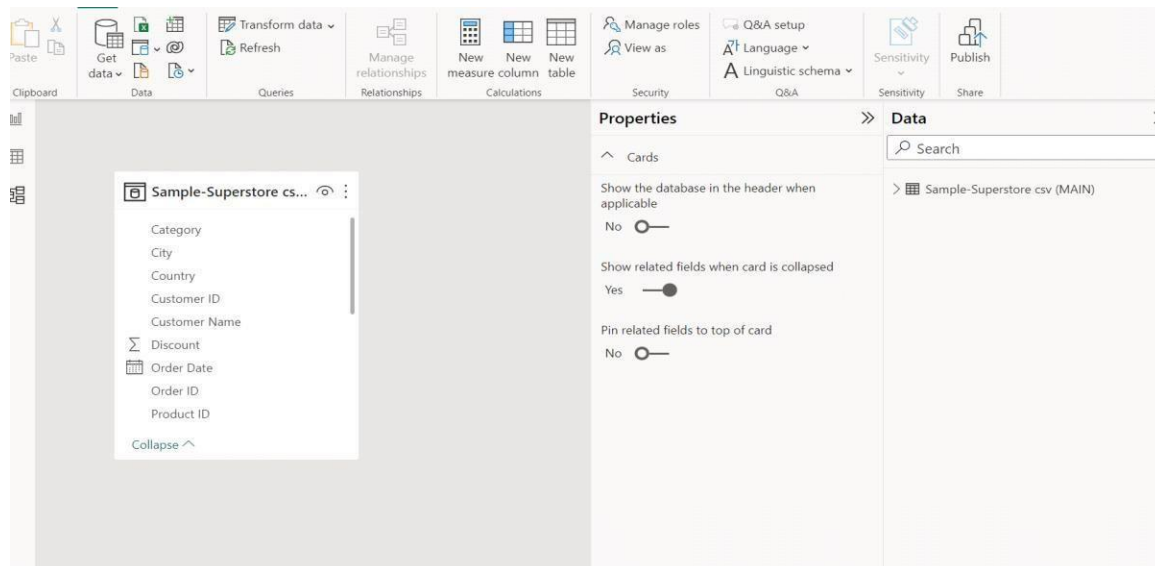 Paste
Clipboard
Get
data
Data
Transform data
Refresh
Queries
Manage
relationships
Relationships
New
measure
New
column
New
table
Calculations
Manage roles
View as
Security
Q&A setup
Language
Linguistic schema
Q&A
Sensitivity
Sensitivity
Publish
Share
Sample-Superstore cs...
Category
City
Country
Customer ID
Customer Name
Discount
Order Date
Order ID
Product ID
Collapse
Properties
Cards
Show the database in the header when
applicable
No
Show related fields when card is collapsed
Yes
Pin related fields to top of card
No
Data
Search
Sample-Superstore csv (MAIN)